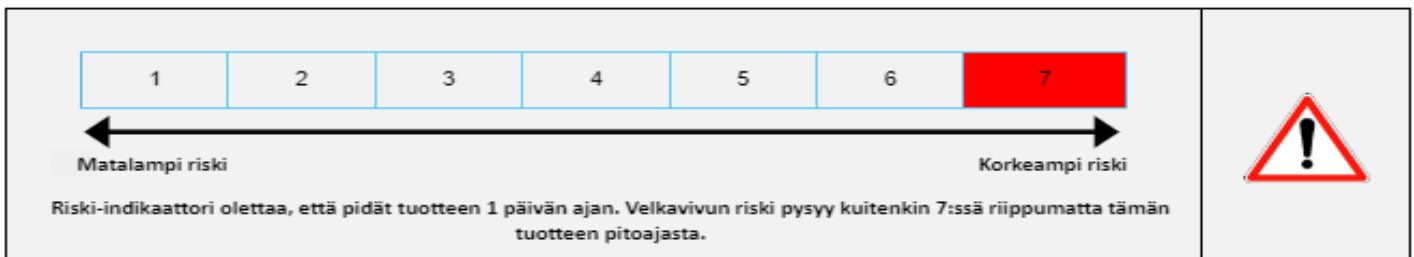 1 2 3 4 5 6 7
Matalampi riski Korkeampi riski
Riski-indikaattori olettaa, että pidät tuotteen 1 päivän ajan. Velkavivun riski pysyy kuitenkin 7:ssä riippumatta tämän
tuotteen pitoajasta.